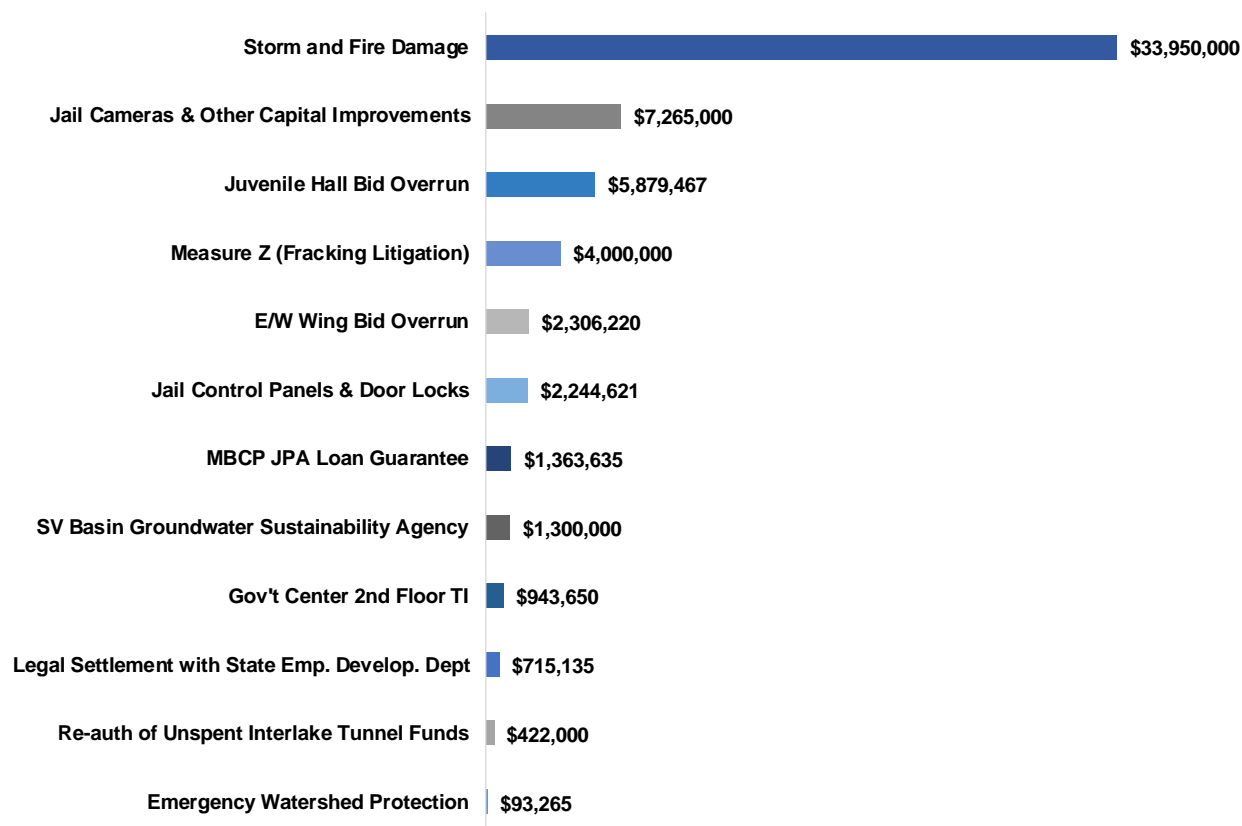 Storm and Fire Damage $33,950,000
Jail Cameras & Other Capital Improvements $7,265,000
Juvenile Hall Bid Overrun $5,879,467
Measure Z (Fracking Litigation) $4,000,000
E/W Wing Bid Overrun $2,306,220
Jail Control Panels & Door Locks $2,244,621
MBCP JPA Loan Guarantee $1,363,635
SV Basin Groundwater Sustainability Agency $1,300,000
Gov't Center 2nd Floor TI $943,650
Legal Settlement with State Emp. Develop. Dept $715,135
Re-auth of Unspent Interlake Tunnel Funds $422,000
Emergency Watershed Protection $93,265